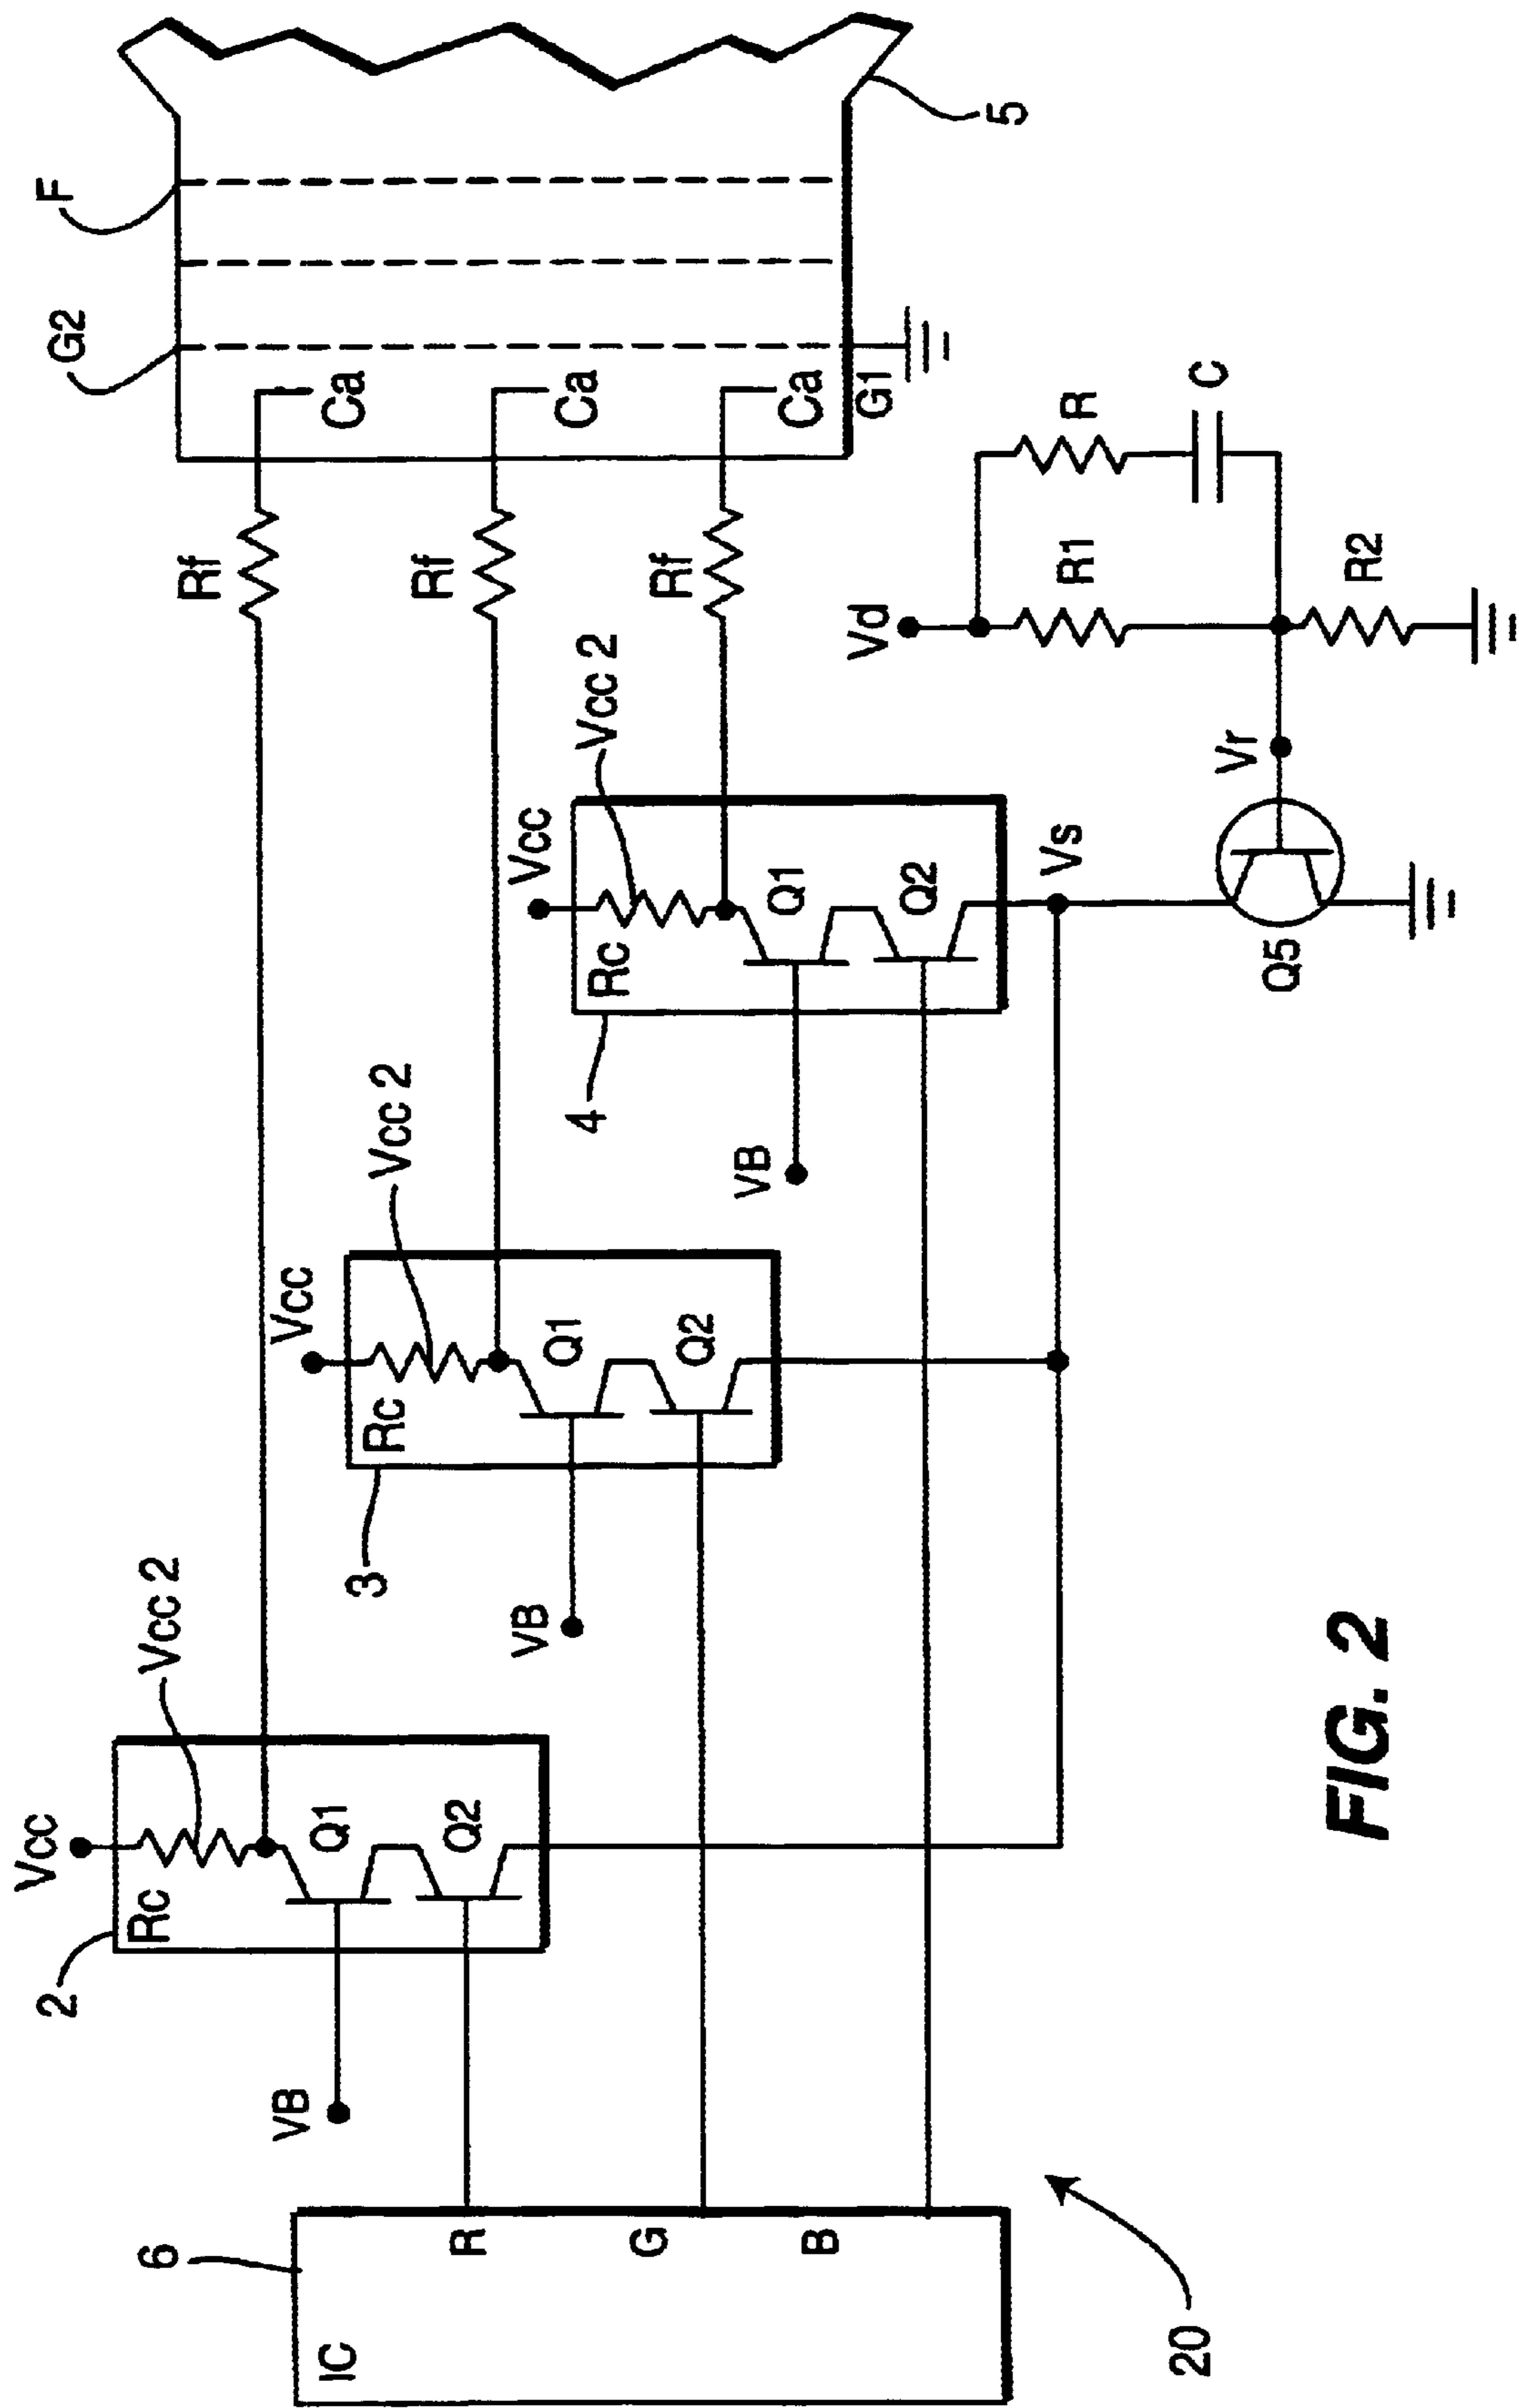 Vcc
Vcc 2
Rc
2
Q1
Q2
VB
Vcc
Vcc 2
Rc
3
Q1
Q2
VB
Vcc
Vcc 2
Rc
4
Q1
Q2
VB
6
IC
R
G
B
20
Rf
Rf
Rf
G2
F
Ca
Ca
Ca
G1
5
Vd
R
R1
C
R2
Vr
Vs
Q5
FIG. 2